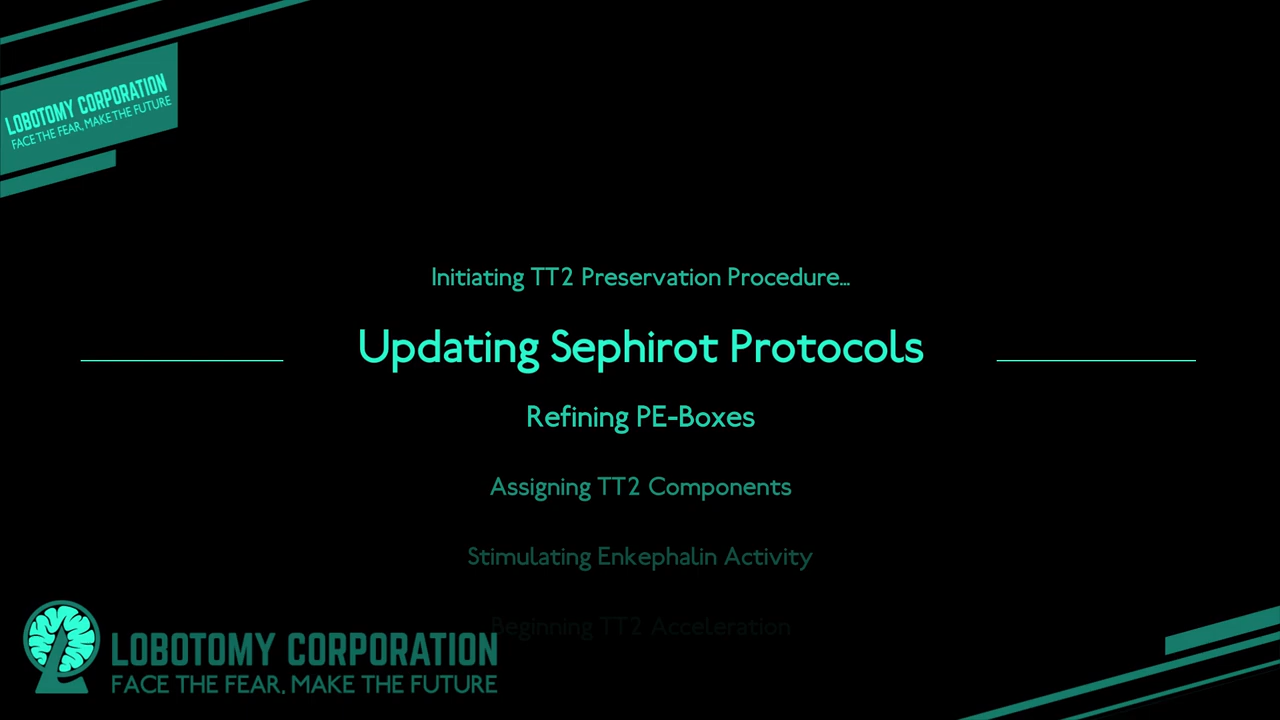 LOBOTOMY CORPORATION
FACE THE FEAR, MAKE THE FUTURE
Initiating TT2 Preservation Procedure...
Updating Sephirot Protocols
Refining PE-Boxes
Assigning TT2 Components
Stimulating Enkephalin Activity
Beginning TT2 Acceleration
LOBOTOMY CORPORATION
FACE THE FEAR, MAKE THE FUTURE